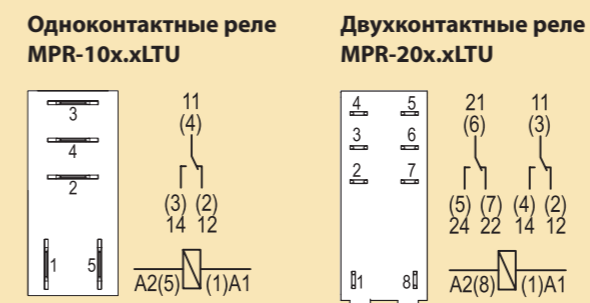 Одноконтактные реле
MPR-10x.xLTU
3
4
2
1 5
11
(4)
(3) (2)
14 12
A2(5) (1)A1
Двухконтактные реле
MPR-20x.xLTU
4 5
3 6
2 7
1 8
21 11
(6) (3)
(5) (7) (4) (2)
24 22 14 12
A2(8) (1)A1